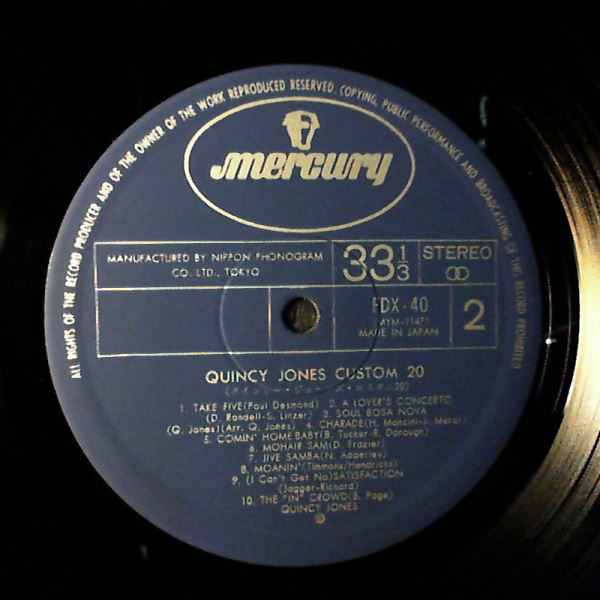 ALL RIGHTS OF THE RECORD PRODUCER AND OF THE OWNER OF THE WORK REPRODUCED RESERVED. COPYING, PUBLIC PERFORMANCE AND BROADCASTING OF THIS RECORD PROHIBITED
mercury
MANUFACTURED BY NIPPON PHONOGRAM
CO. LTD., TOKYO
33 1/3
STEREO
FDX-40
MADE IN JAPAN
2
QUINCY JONES CUSTOM 20
1. TAKE FIVE(Paul Desmond) 2. A LOVER'S CONCERTO
(D. Randell-S. Linzer) 3. SOUL BOSA NOVA
(Q. Jones)(Arr. Q. Jones) 4. CHARADE(H. Mancini-J. Mercer)
5. COMIN' HOME BABY(B. Tucker-R. Dorough)
6. MOHAIR SAM(D. Frazier)
7. JIVE SAMBA(N. Adderley)
8. MOANIN'(Timmons/Hendricks)
9. (I Can't Get No)SATISFACTION
(Jagger-Richard)
10. THE "IN" CROWD(B. Page)
QUINCY JONES
℗